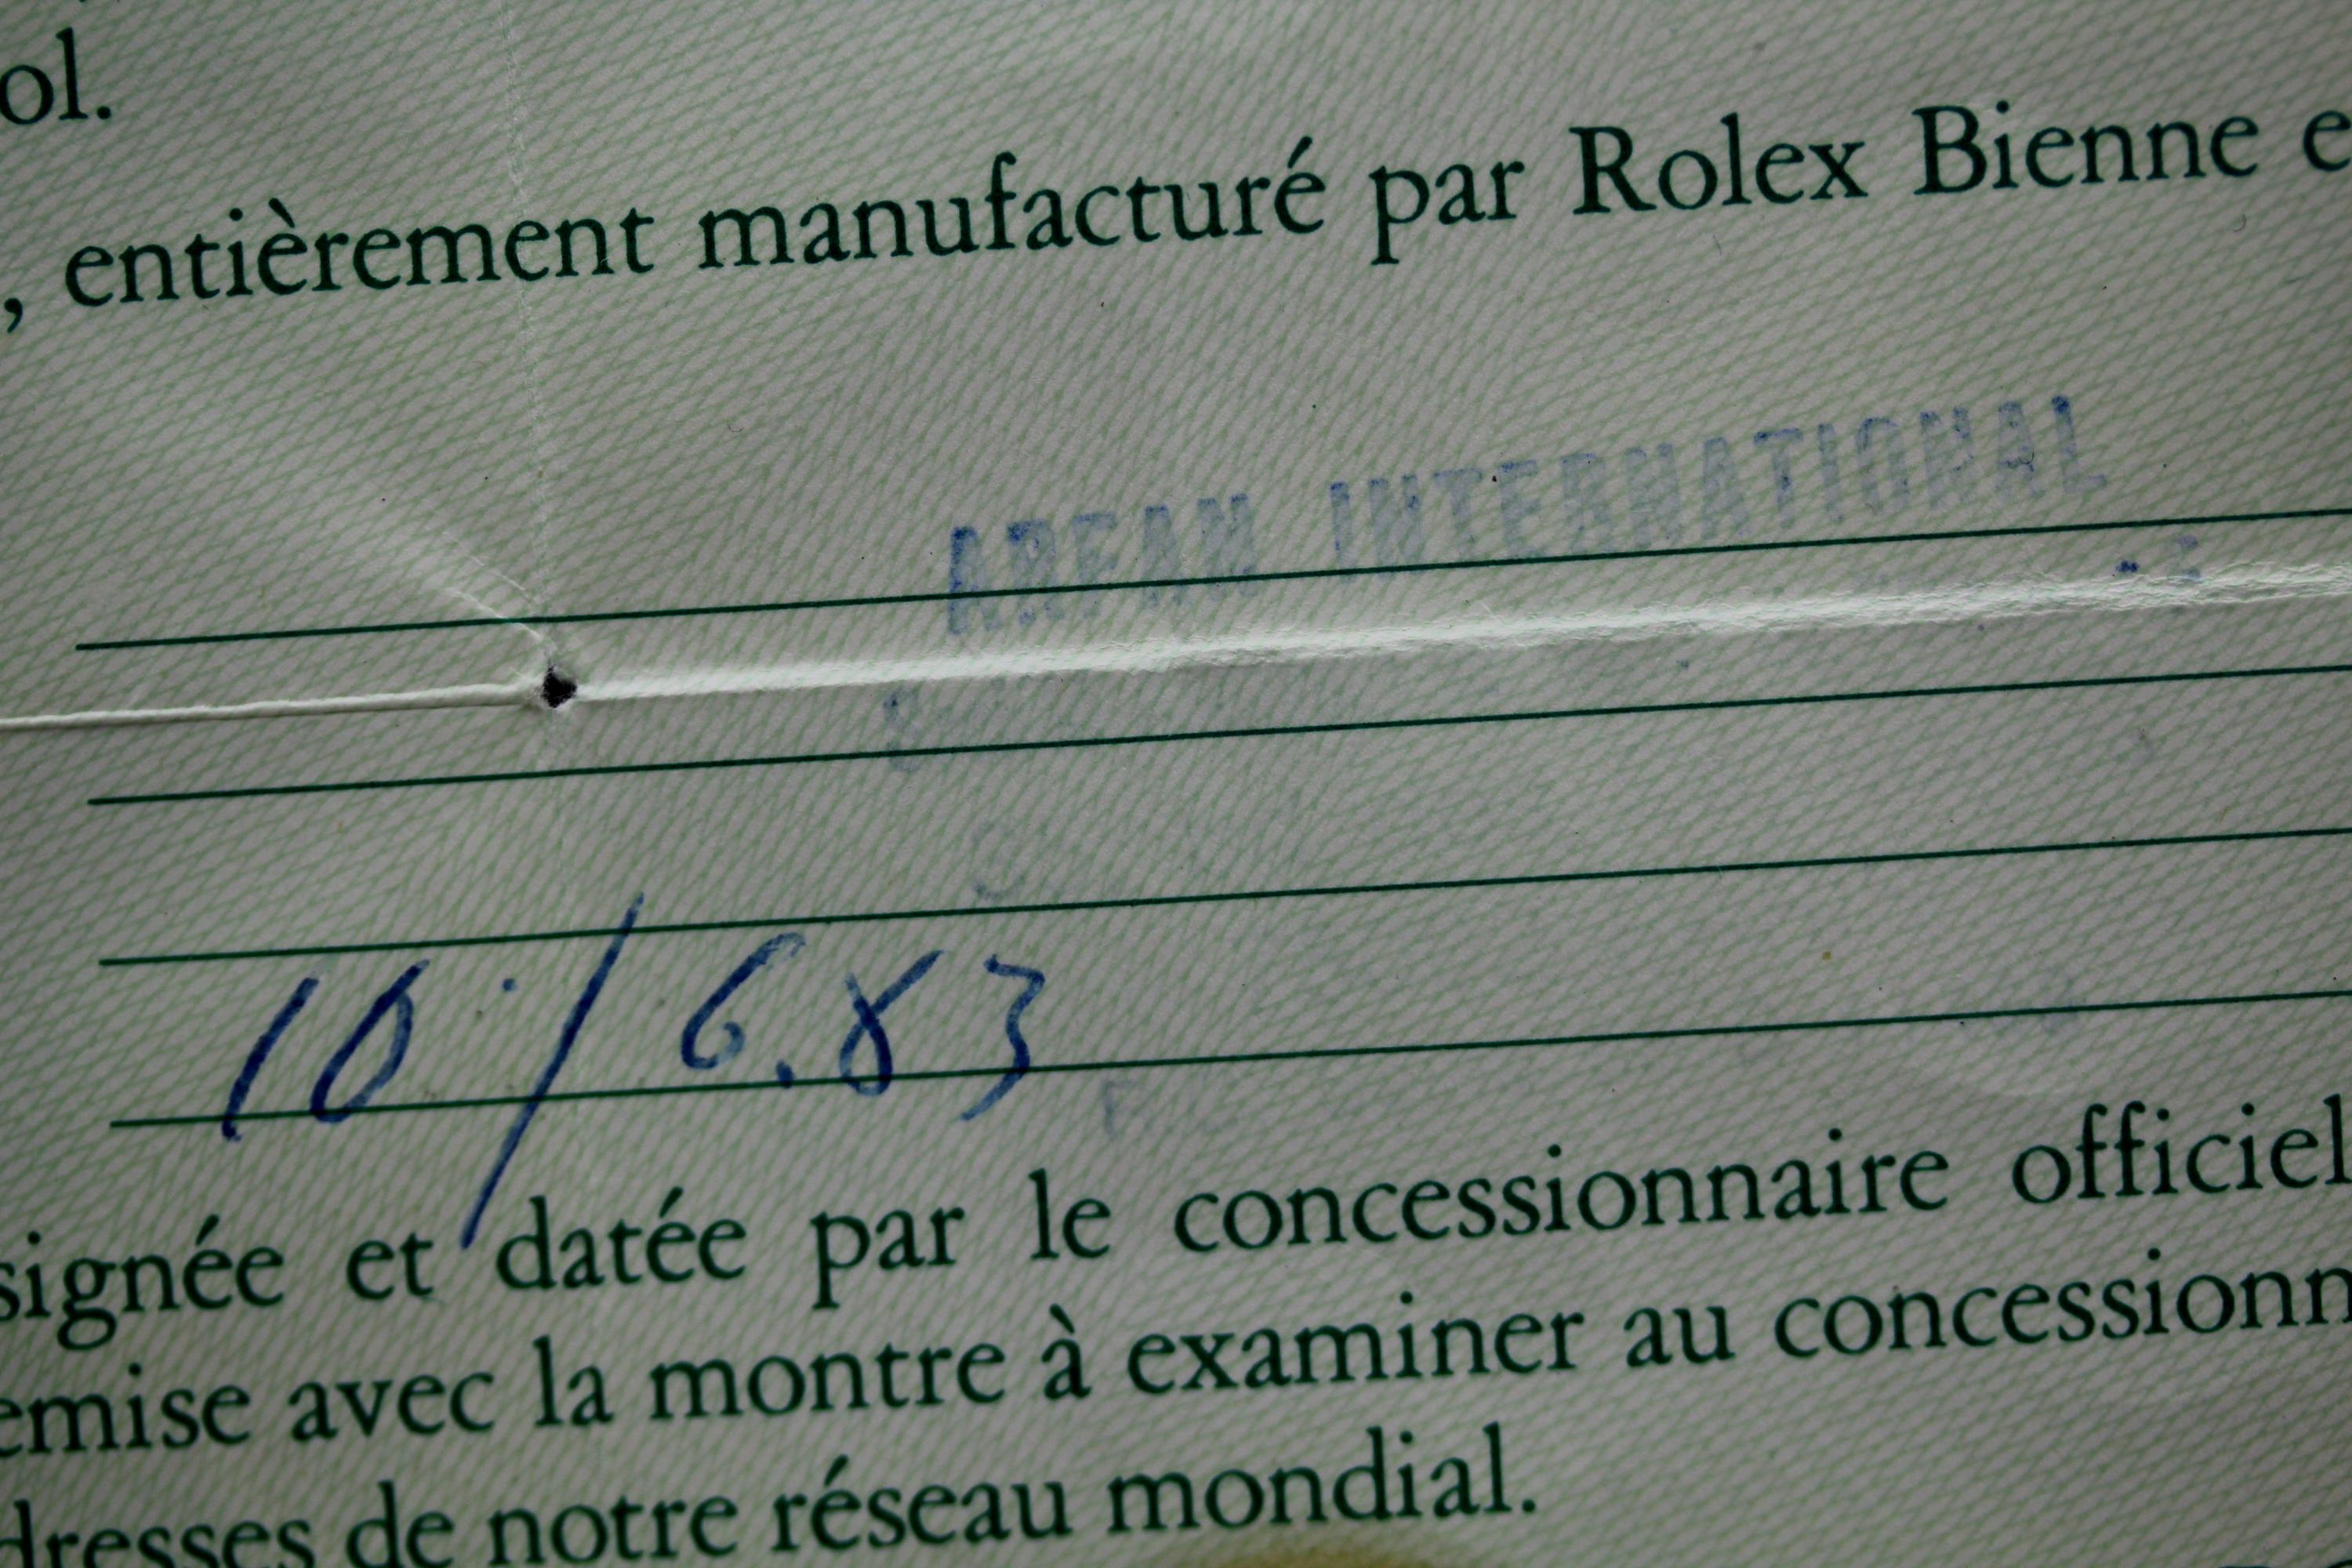 ol.
, entièrement manufacturé par Rolex Bienne e
ARFAN INTERNATIONAL
10 / 6.83
signée et datée par le concessionnaire officiel
emise avec la montre à examiner au concessionn
dresses de notre réseau mondial.